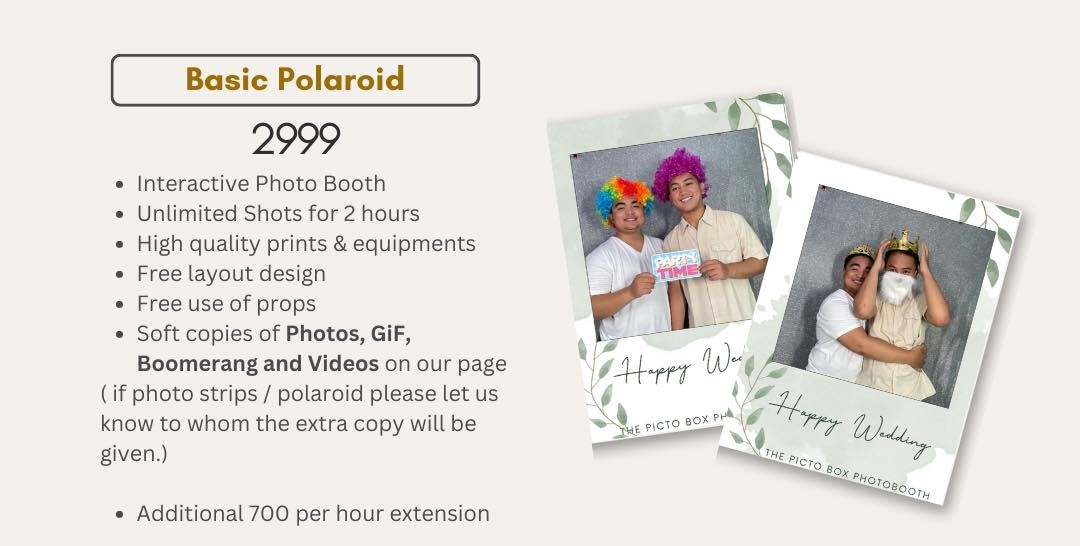 Basic Polaroid
2999
• Interactive Photo Booth
• Unlimited Shots for 2 hours
• High quality prints & equipments
• Free layout design
• Free use of props
• Soft copies of Photos, GiF,
Boomerang and Videos on our page
( if photo strips / polaroid please let us
know to whom the extra copy will be
given.)
• Additional 700 per hour extension
PARTY
TIME
Happy We
THE PICTO BOX PH
Happy Wedding
THE PICTO BOX PHOTOBOOTH